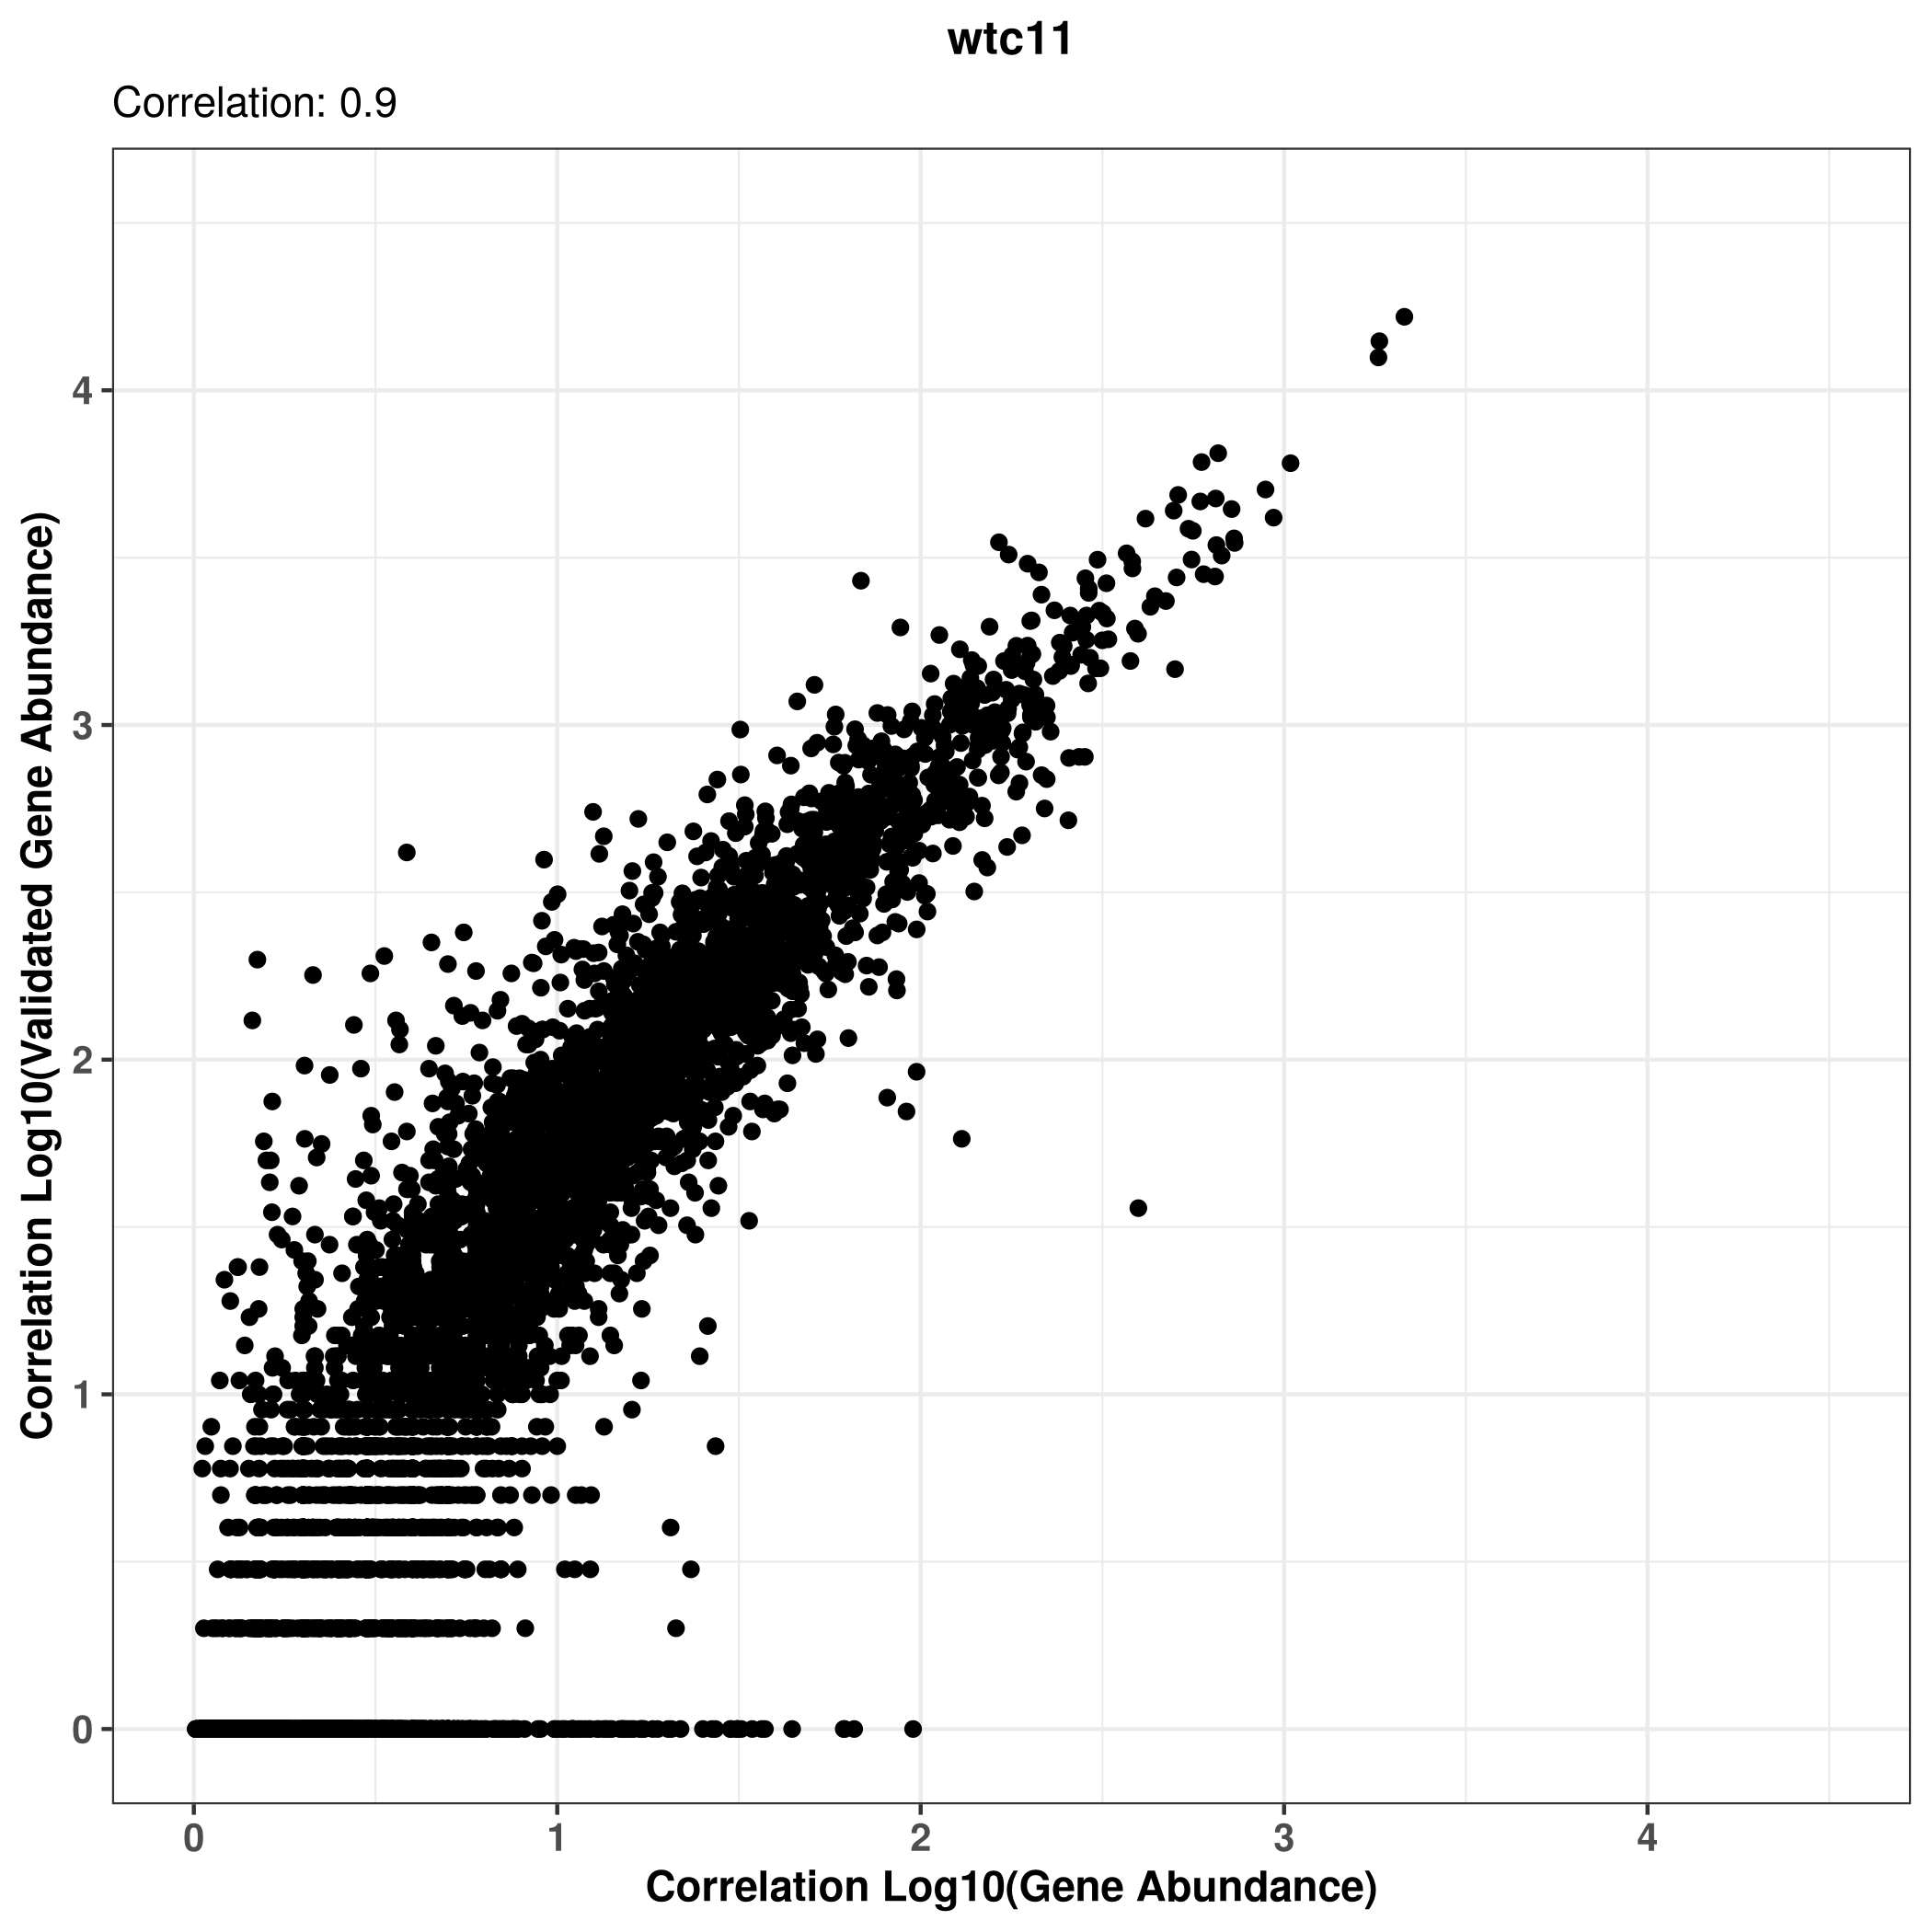 wtc11
Correlation: 0.9
Correlation Log10(Validated Gene Abundance)
4
3
2
1
0
0 1 2 3 4
Correlation Log10(Gene Abundance)